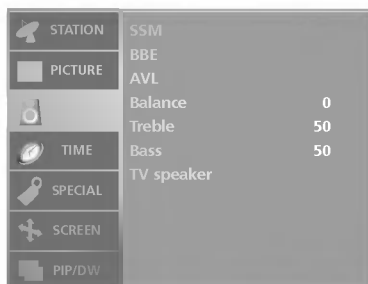 STATION
PICTURE
TIME
SPECIAL
SCREEN
PIP/DW
SSM
BBE
AVL
Balance 0
Treble 50
Bass 50
TV speaker